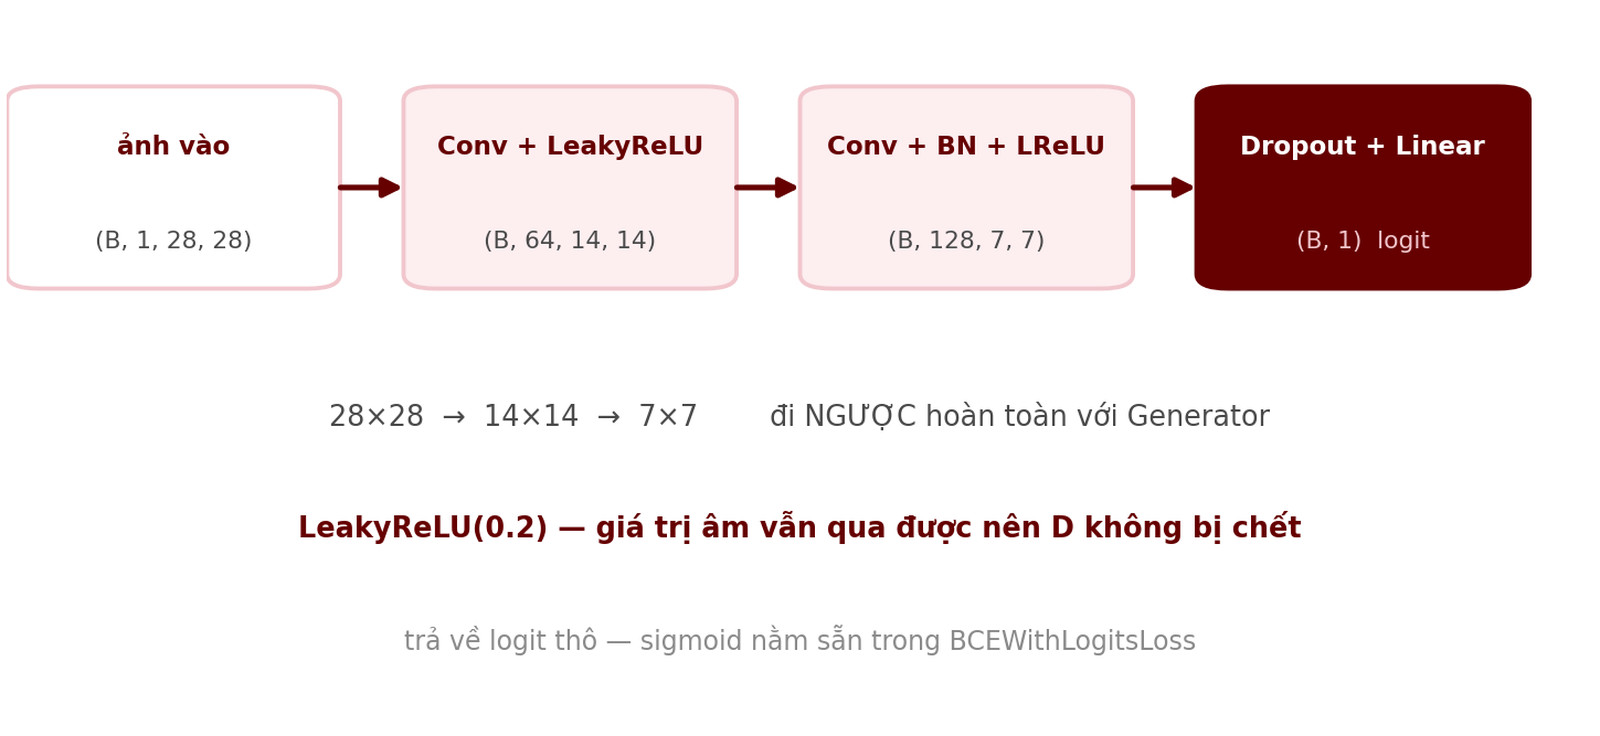 ảnh vào
(B, 1, 28, 28)
Conv + LeakyReLU
(B, 64, 14, 14)
Conv + BN + LReLU
(B, 128, 7, 7)
Dropout + Linear
(B, 1)  logit
28×28 → 14×14 → 7×7 đi NGƯỢC hoàn toàn với Generator
LeakyReLU(0.2) — giá trị âm vẫn qua được nên D không bị chết
trả về logit thô — sigmoid nằm sẵn trong BCEWithLogitsLoss